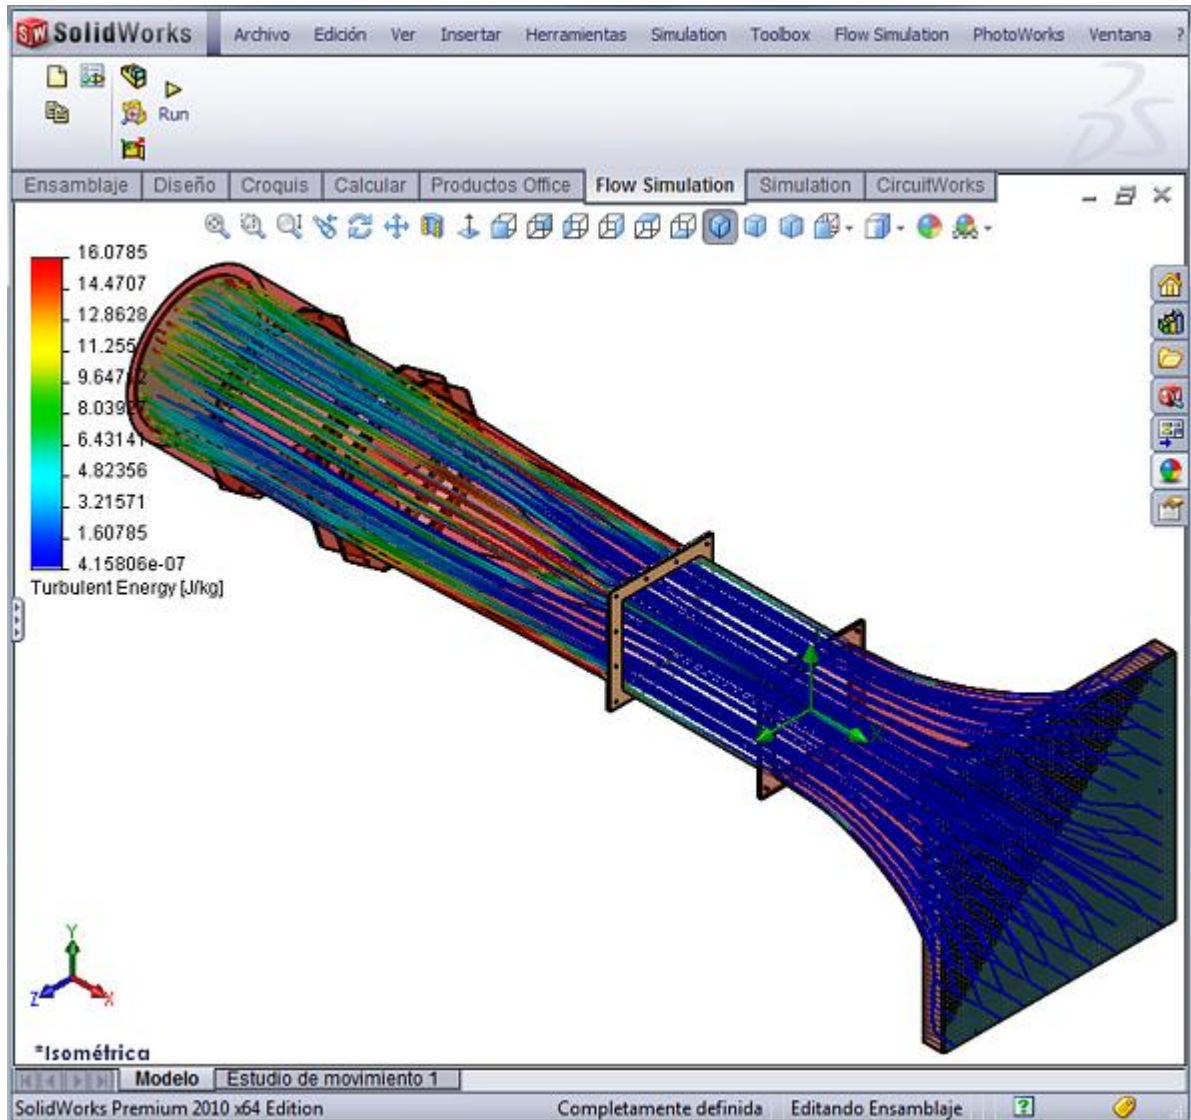 SolidWorks Archivo Edición Ver Insertar Herramientas Simulation Toolbox Flow Simulation PhotoWorks Ventana ?
Run
Ensamblaje Diseño Croquis Calcular Productos Office Flow Simulation Simulation CircuitWorks
16.0785
14.4707
12.8628
11.255
9.647
8.0392
6.43141
4.82356
3.21571
1.60785
4.15806e-07
Turbulent Energy [J/kg]
Y
Z X
*Isométrica
Modelo Estudio de movimiento 1
SolidWorks Premium 2010 x64 Edition Completamente definida Editando Ensamblaje